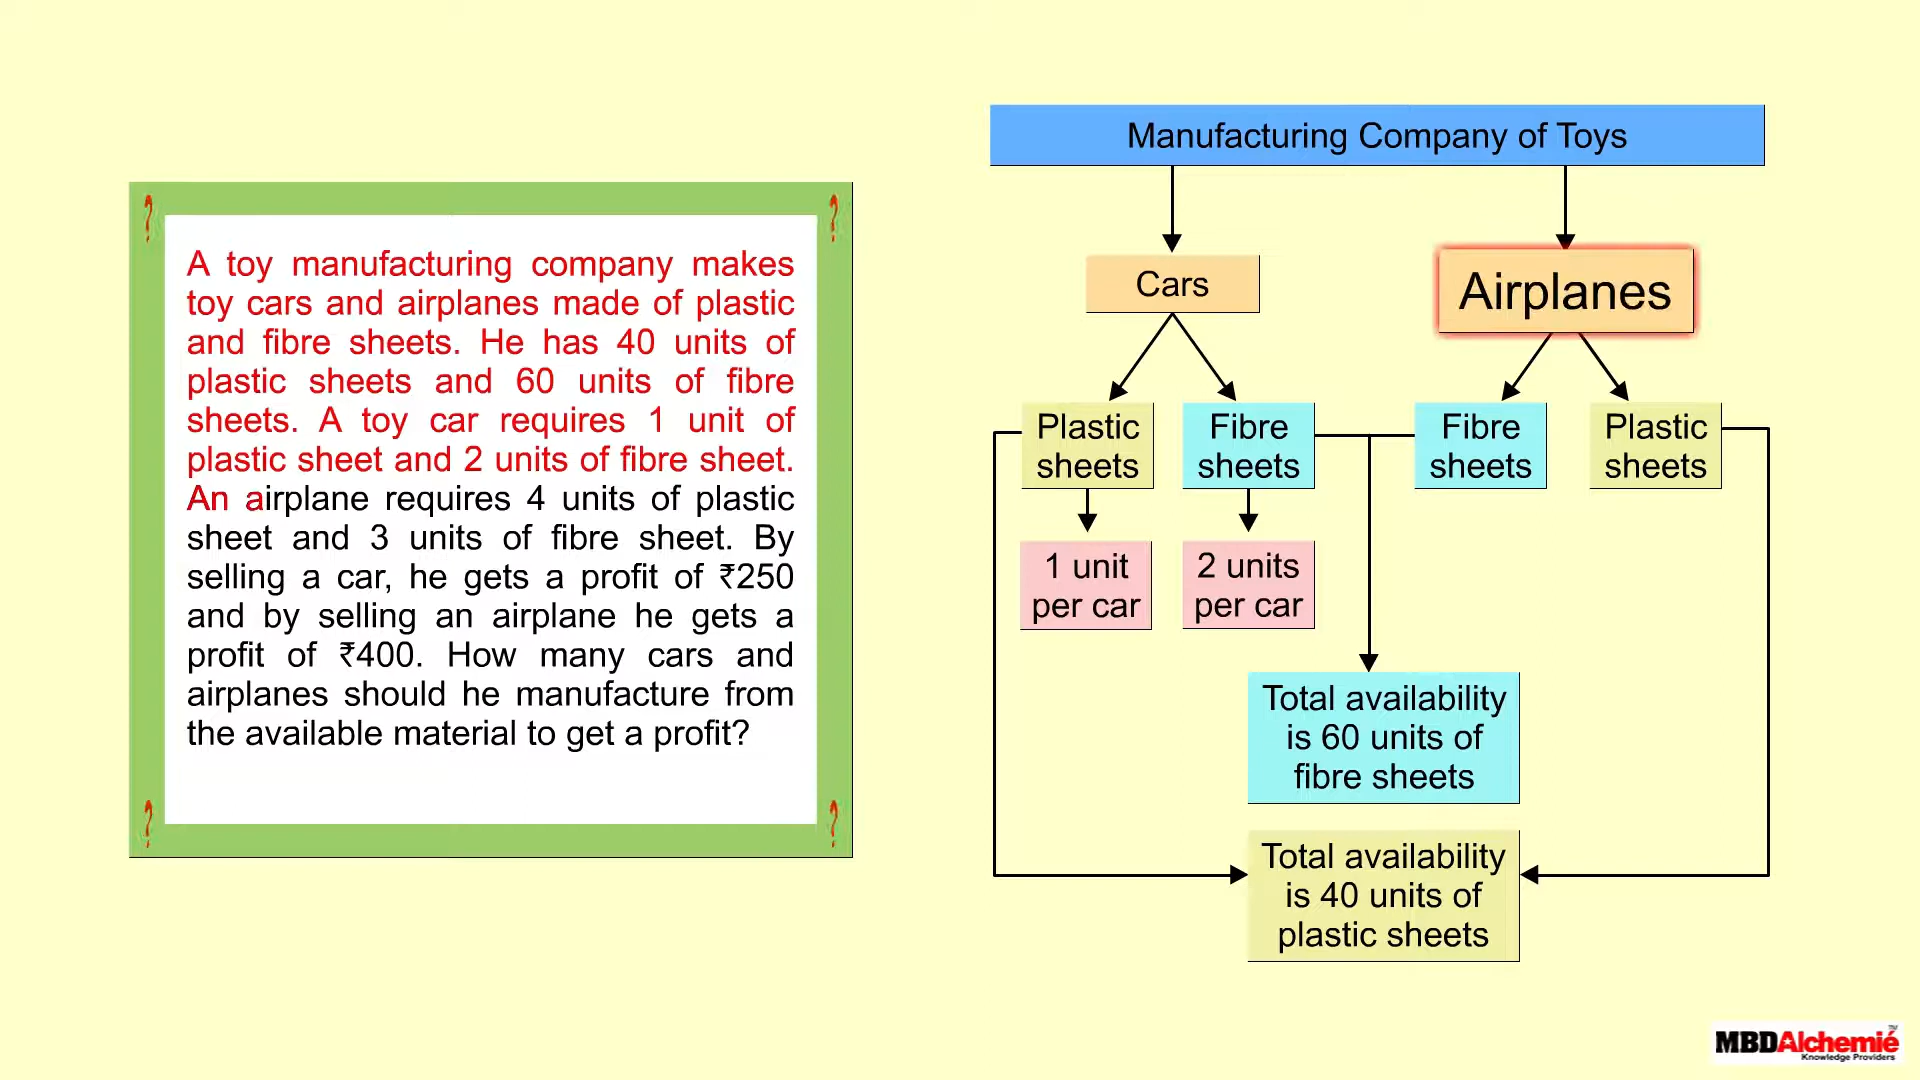 A toy manufacturing company makes
toy cars and airplanes made of plastic
and fibre sheets. He has 40 units of
plastic sheets and 60 units of fibre
sheets. A toy car requires 1 unit of
plastic sheet and 2 units of fibre sheet.
An airplane requires 4 units of plastic
sheet and 3 units of fibre sheet. By
selling a car, he gets a profit of ₹250
and by selling an airplane he gets a
profit of ₹400. How many cars and
airplanes should he manufacture from
the available material to get a profit?
?
?
?
?
Manufacturing Company of Toys
Cars
Airplanes
Plastic
sheets
Fibre
sheets
Fibre
sheets
Plastic
sheets
1 unit
per car
2 units
per car
Total availability
is 60 units of
fibre sheets
Total availability
is 40 units of
plastic sheets
MBDAlchemié™
Knowledge Providers